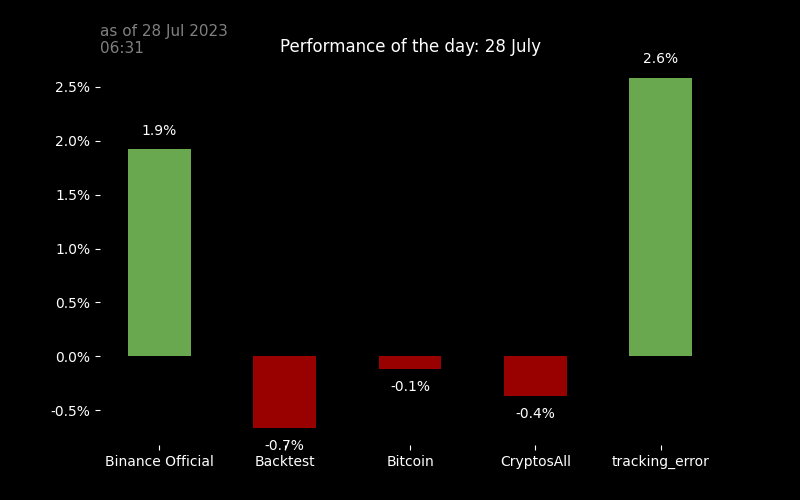 as of 28 Jul 2023
06:31
Performance of the day: 28 July
2.6%
2.5%
1.9%
2.0%
1.5%
1.0%
0.5%
0.0%
-0.1%
-0.5%
-0.4%
-0.7%
Binance Official
Backtest
Bitcoin
CryptosAll
tracking_error